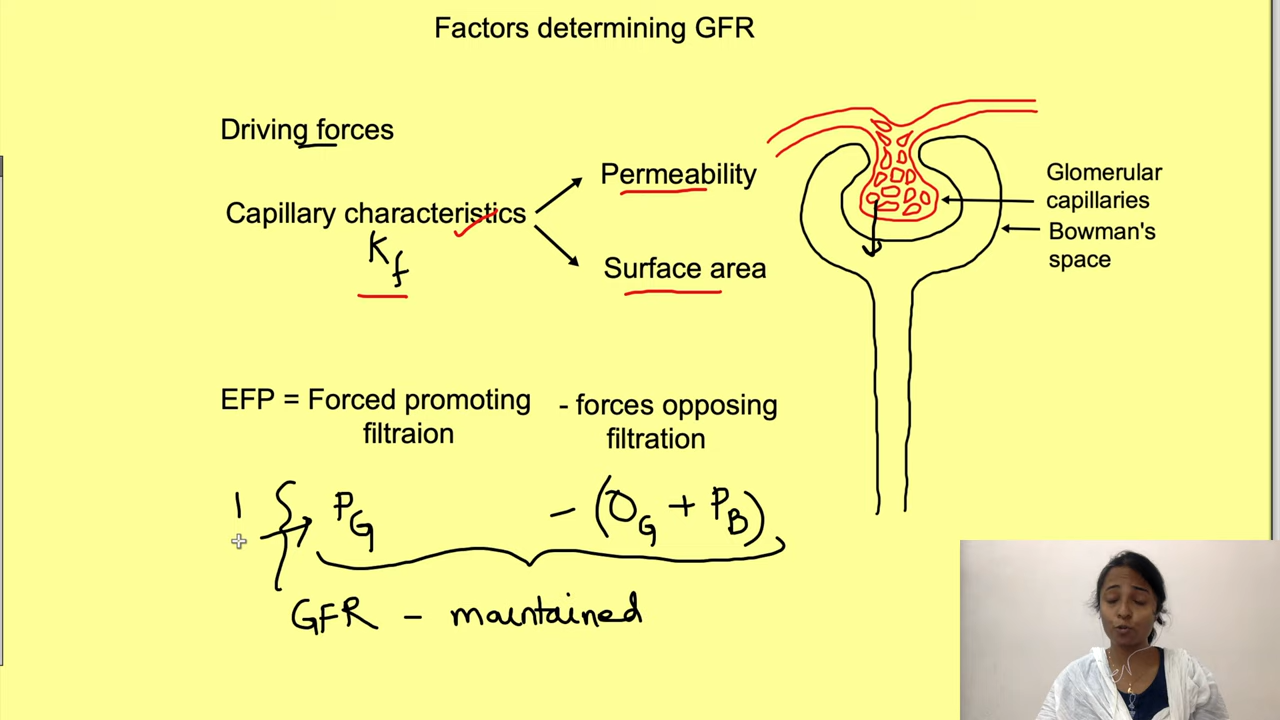 Factors determining GFR
Driving forces
Capillary characteristics
Kf
Permeability
Surface area
Glomerular
capillaries
Bowman's
space
EFP = Forced promoting
filtraion
- forces opposing
filtration
1
PG - (OG + PB)
GFR - maintained